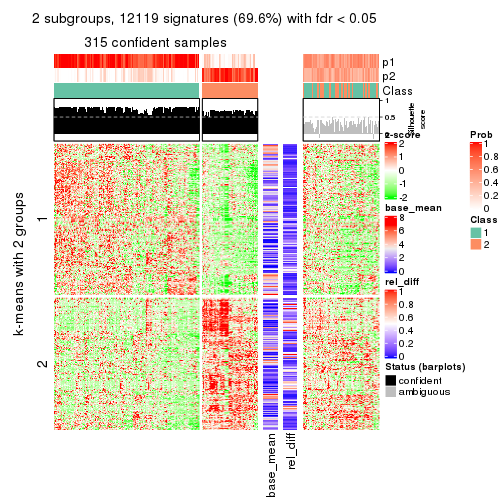 2 subgroups, 12119 signatures (69.6%) with fdr < 0.05
315 confident samples
p1
p2
Class
1
0.5
0
Silhouette
score
k-means with 2 groups
1
2
base_mean
rel_diff
z-score
2
1
0
-1
-2
base_mean
8
6
4
2
0
rel_diff
1
0.8
0.6
0.4
0.2
0
Status (barplots)
confident
ambiguous
Prob
1
0.8
0.6
0.4
0.2
0
Class
1
2